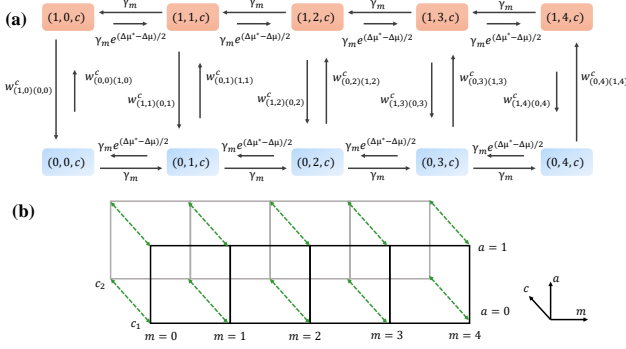 γₘ γₘ γₘ γₘ
(a) (1, 0, c) (1, 1, c) (1, 2, c) (1, 3, c) (1, 4, c)
γₘe^{(Δμ*−Δμ)/2} γₘe^{(Δμ*−Δμ)/2} γₘe^{(Δμ*−Δμ)/2} γₘe^{(Δμ*−Δμ)/2}
w^c_{(1,0)(0,0)} w^c_{(0,0)(1,0)} w^c_{(1,1)(0,1)} w^c_{(0,1)(1,1)} w^c_{(1,2)(0,2)} w^c_{(0,2)(1,2)} w^c_{(1,3)(0,3)} w^c_{(0,3)(1,3)} w^c_{(1,4)(0,4)} w^c_{(0,4)(1,4)}
γₘe^{(Δμ*−Δμ)/2} γₘe^{(Δμ*−Δμ)/2} γₘe^{(Δμ*−Δμ)/2} γₘe^{(Δμ*−Δμ)/2}
(0, 0, c) (0, 1, c) (0, 2, c) (0, 3, c) (0, 4, c)
γₘ γₘ γₘ γₘ
(b)
a = 1
c₂
a = 0
c₁
m = 0 m = 1 m = 2 m = 3 m = 4
a
c
m